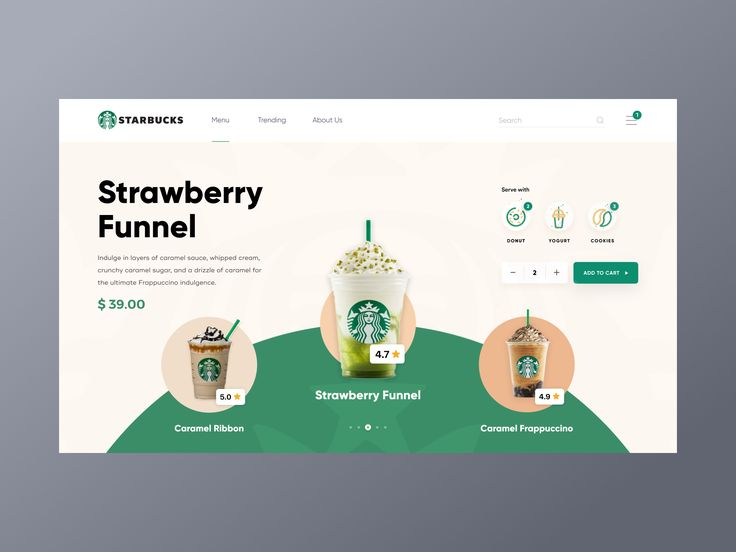 STARBUCKS
Menu
Trending
About Us
Search
1
Strawberry
Funnel
Indulge in layers of caramel sauce, whipped cream,
crunchy caramel sugar, and a drizzle of caramel for
the ultimate Frappuccino indulgence.
$ 39.00
Serve with
2
3
DONUT
YOGURT
COOKIES
− 2 +
ADD TO CART
4.7
5.0
4.9
Strawberry Funnel
Caramel Ribbon
Caramel Frappuccino